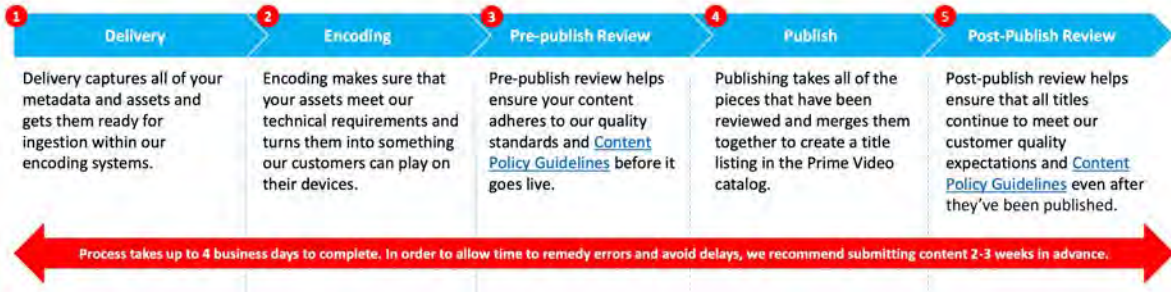 1 Delivery
2 Encoding
3 Pre-publish Review
4 Publish
5 Post-Publish Review
Delivery captures all of your
metadata and assets and
gets them ready for
ingestion within our
encoding systems.
Encoding makes sure that
your assets meet our
technical requirements and
turns them into something
our customers can play on
their devices.
Pre-publish review helps
ensure your content
adheres to our quality
standards and Content
Policy Guidelines before it
goes live.
Publishing takes all of the
pieces that have been
reviewed and merges them
together to create a title
listing in the Prime Video
catalog.
Post-publish review helps
ensure that all titles
continue to meet our
customer quality
expectations and Content
Policy Guidelines even after
they've been published.
Process takes up to 4 business days to complete. In order to allow time to remedy errors and avoid delays, we recommend submitting content 2-3 weeks in advance.